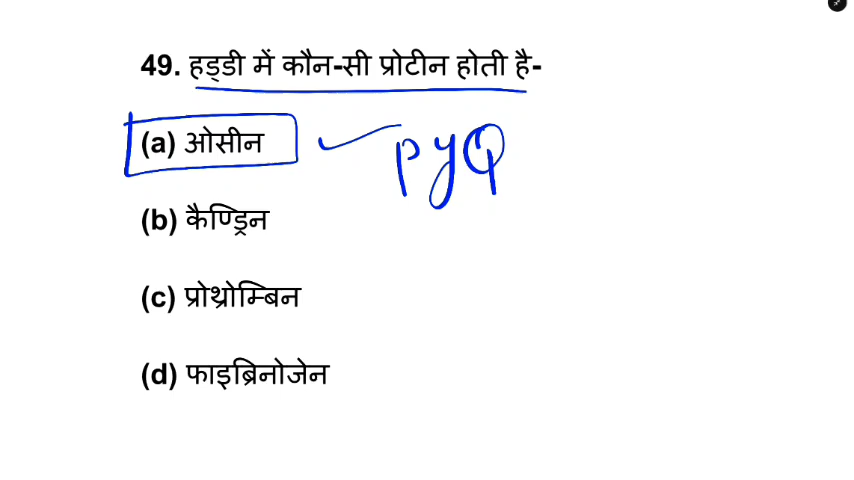 49. हड्डी में कौन-सी प्रोटीन होती है-
(a) ओसीन
PYQ
(b) कैण्ड्रिन
(c) प्रोथ्रोम्बिन
(d) फाइब्रिनोजेन